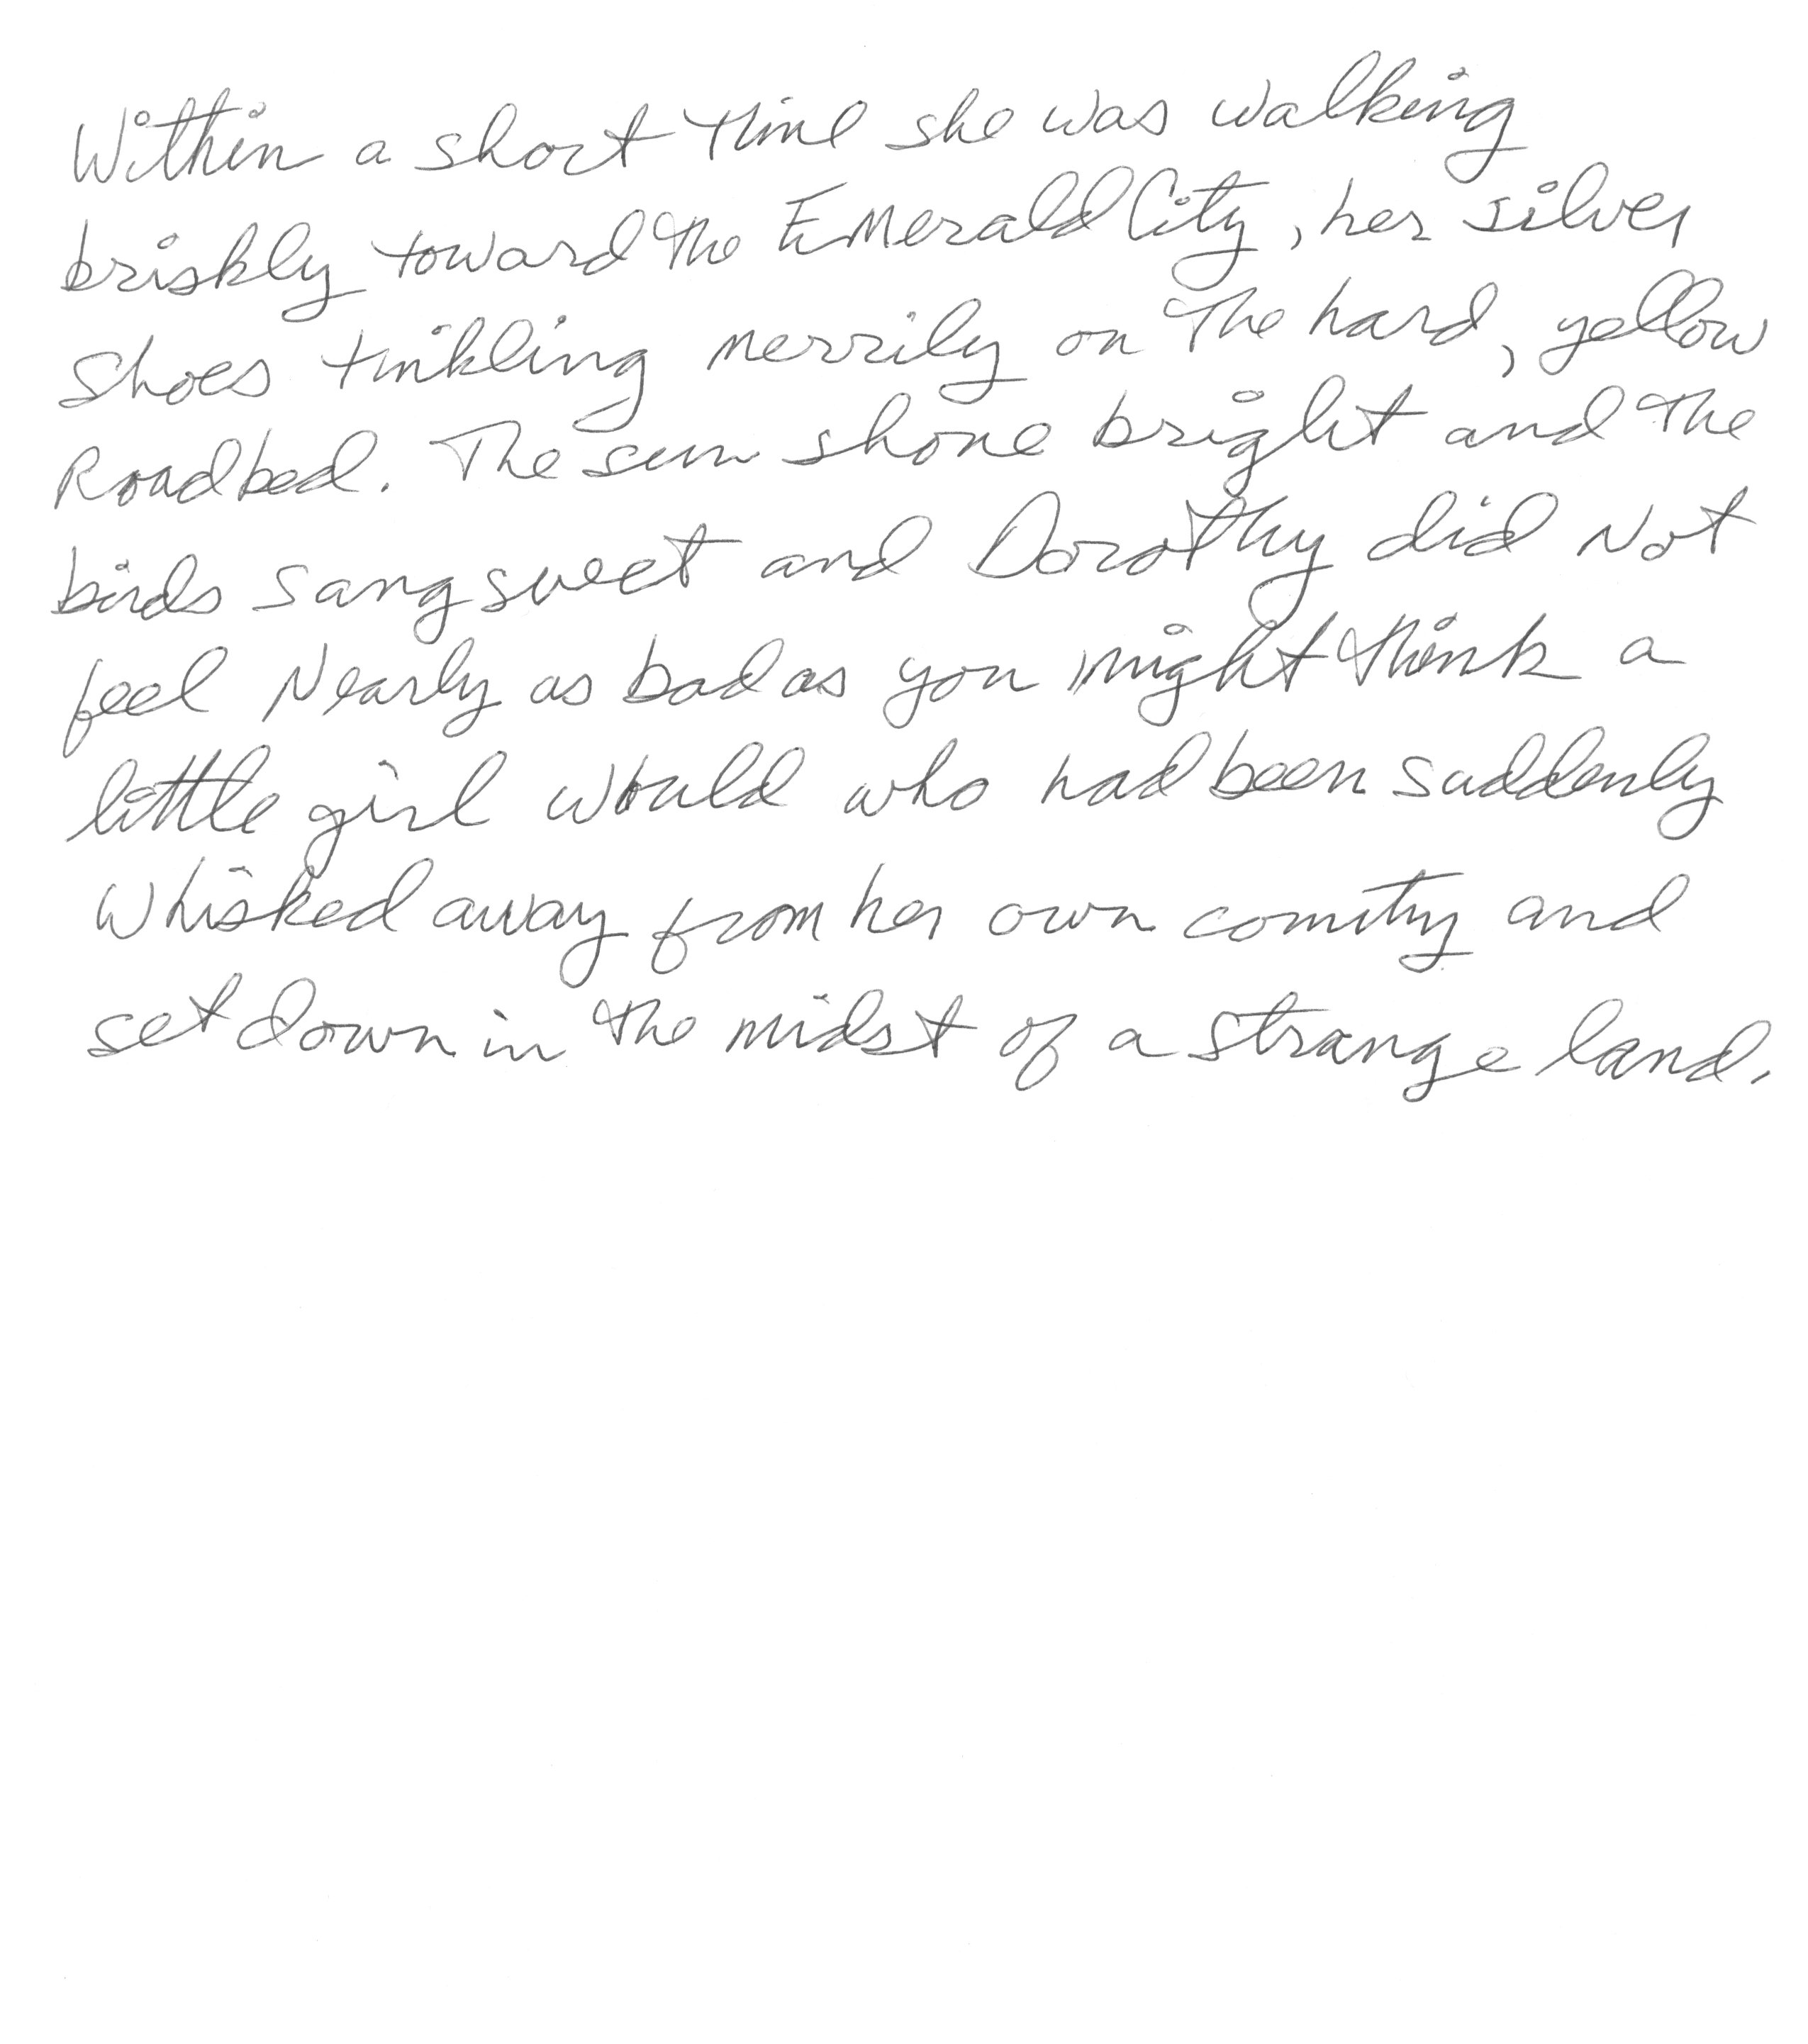 Within a short time she was walking
briskly toward the Emerald City, her silver
shoes tinkling merrily on the hard, yellow
Roadbed. The sun shone bright and the
birds sang sweet and Dorothy did not
feel Nearly as bad as you might think a
little girl would who had been suddenly
whisked away from her own country and
set down in the midst of a strange land.